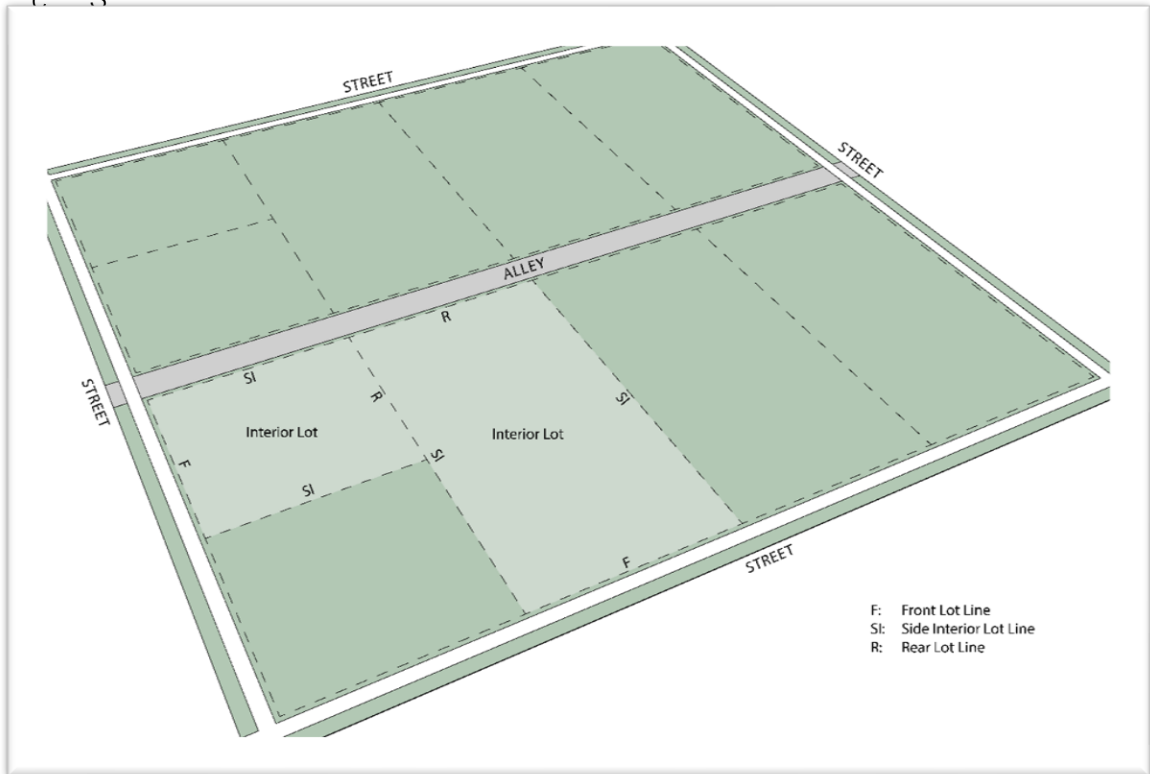 STREET
STREET
ALLEY
R
SI
R
SI
STREET
Interior Lot
Interior Lot
F
SI
SI
F
STREET
F: Front Lot Line
SI: Side Interior Lot Line
R: Rear Lot Line